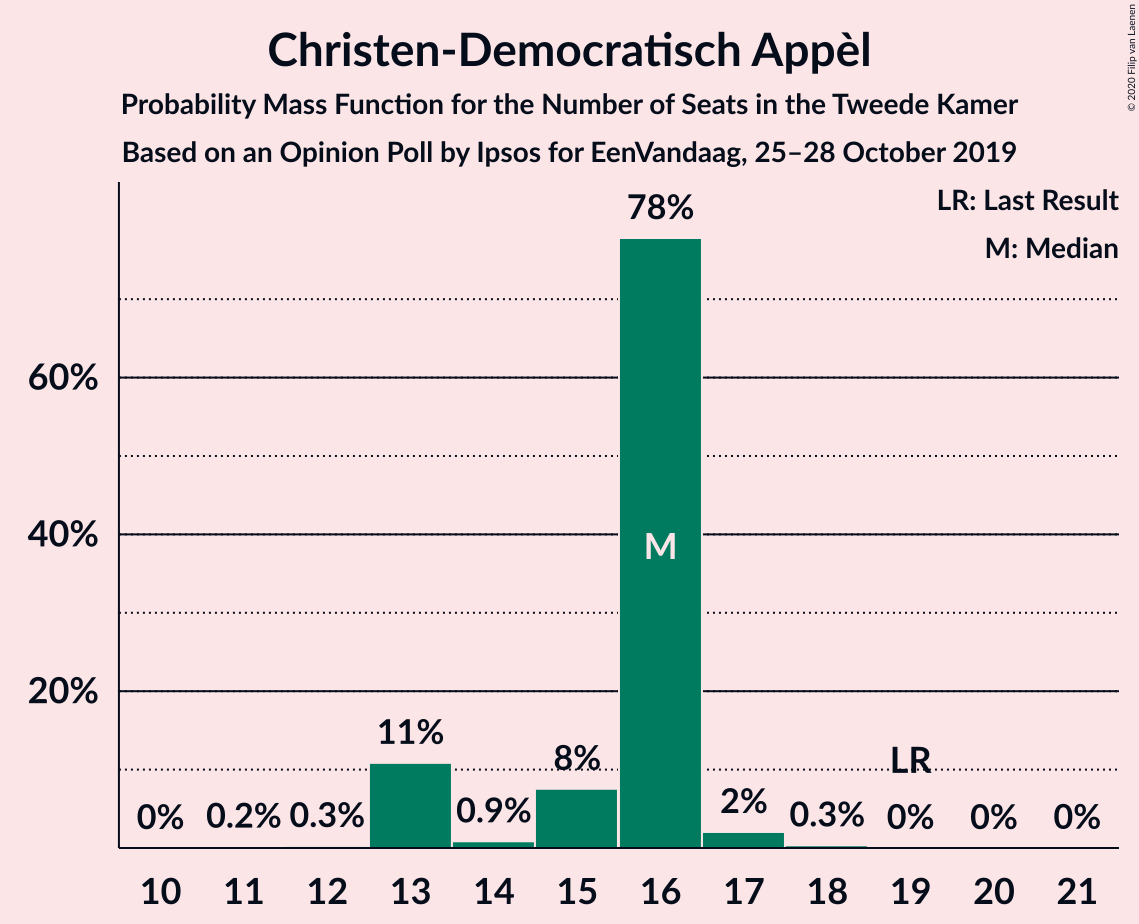 Christen-Democratisch Appèl
Probability Mass Function for the Number of Seats in the Tweede Kamer
Based on an Opinion Poll by Ipsos for EenVandaag, 25–28 October 2019
© 2020 Filip van Laenen
LR: Last Result
M: Median
78%
60%
40%
M
20%
11%
8%
LR
0%
0.2%
0.3%
0.9%
2%
0.3%
0%
0%
0%
10 11 12 13 14 15 16 17 18 19 20 21